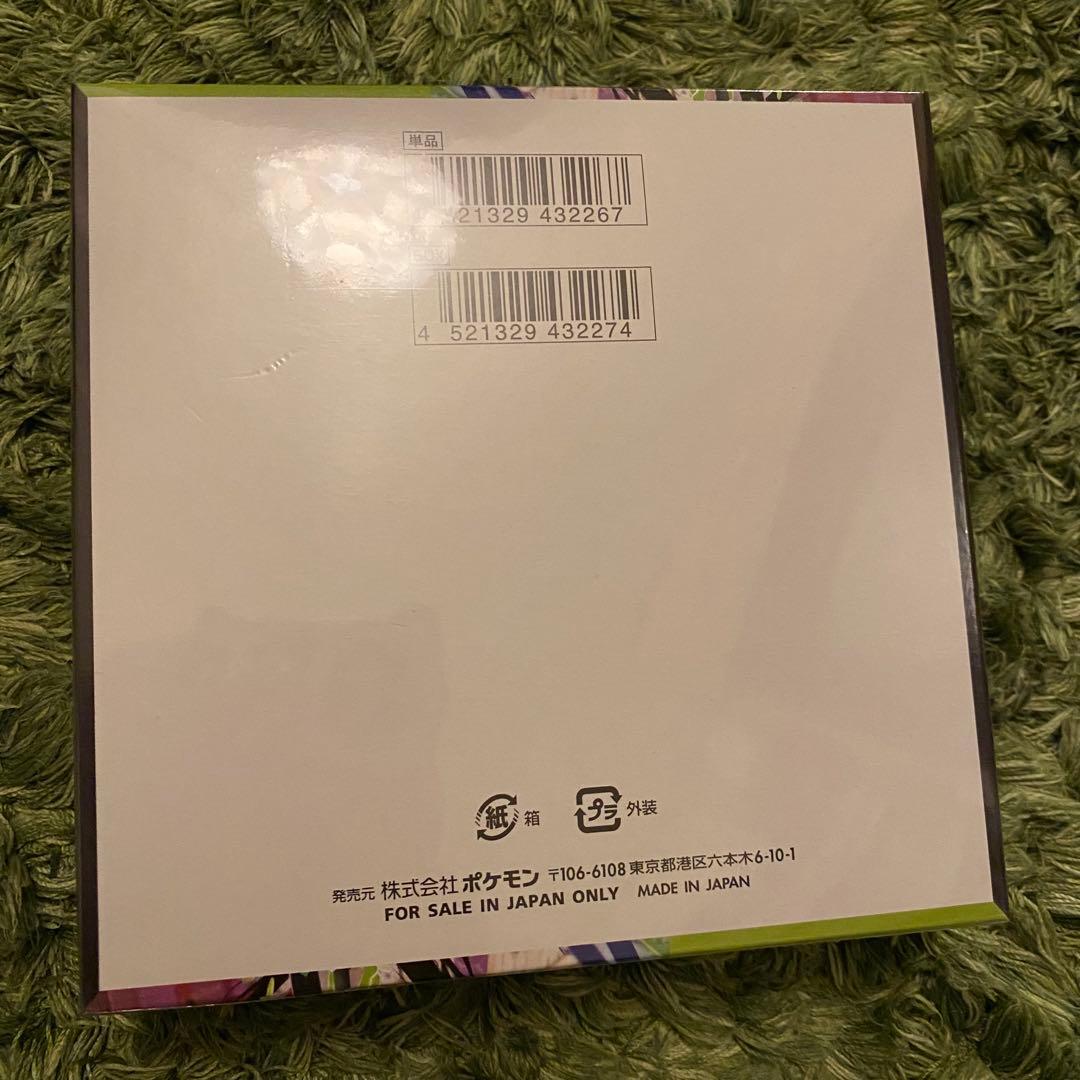 単品
21329 432267
BOX
4 521329 432274
紙 箱
プラ 外装
発売元 株式会社 ポケモン 〒106-6108 東京都港区六本木6-10-1
FOR SALE IN JAPAN ONLY MADE IN JAPAN